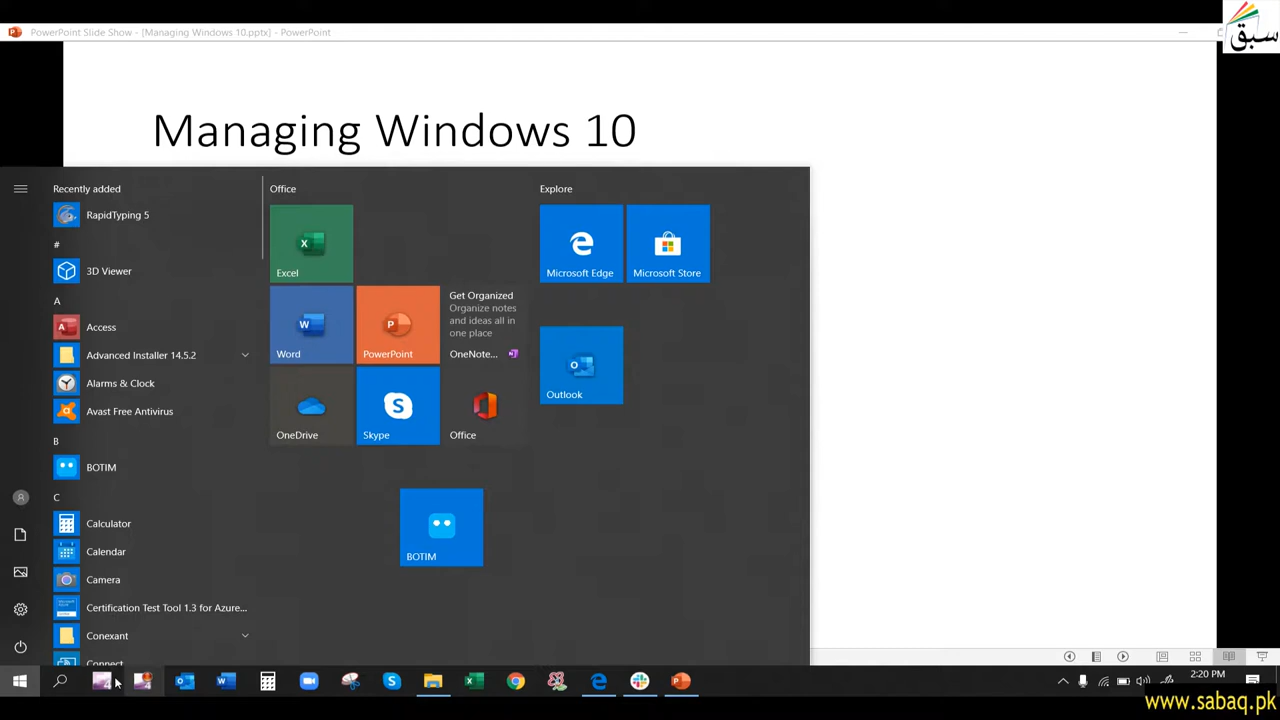 PowerPoint Slide Show - [Managing Windows 10.pptx] - PowerPoint
سبق
Managing Windows 10
Recently added
RapidTyping 5
#
3D Viewer
A
Access
Advanced Installer 14.5.2
Alarms & Clock
Avast Free Antivirus
B
BOTIM
C
Calculator
Calendar
Camera
Certification Test Tool 1.3 for Azure...
Conexant
Connect
Office
Excel
Word
PowerPoint
Get Organized
Organize notes
and ideas all in
one place
OneNote...
OneDrive
Skype
Office
BOTIM
Explore
Microsoft Edge
Microsoft Store
Outlook
2:20 PM
www.sabaq.pk